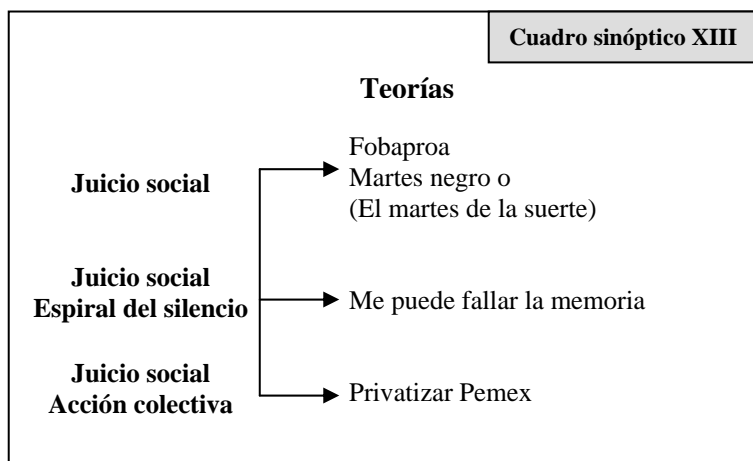 Cuadro sinóptico XIII
Teorías
Juicio social
Fobaproa
Martes negro o
(El martes de la suerte)
Juicio social
Espiral del silencio
Me puede fallar la memoria
Juicio social
Acción colectiva
Privatizar Pemex